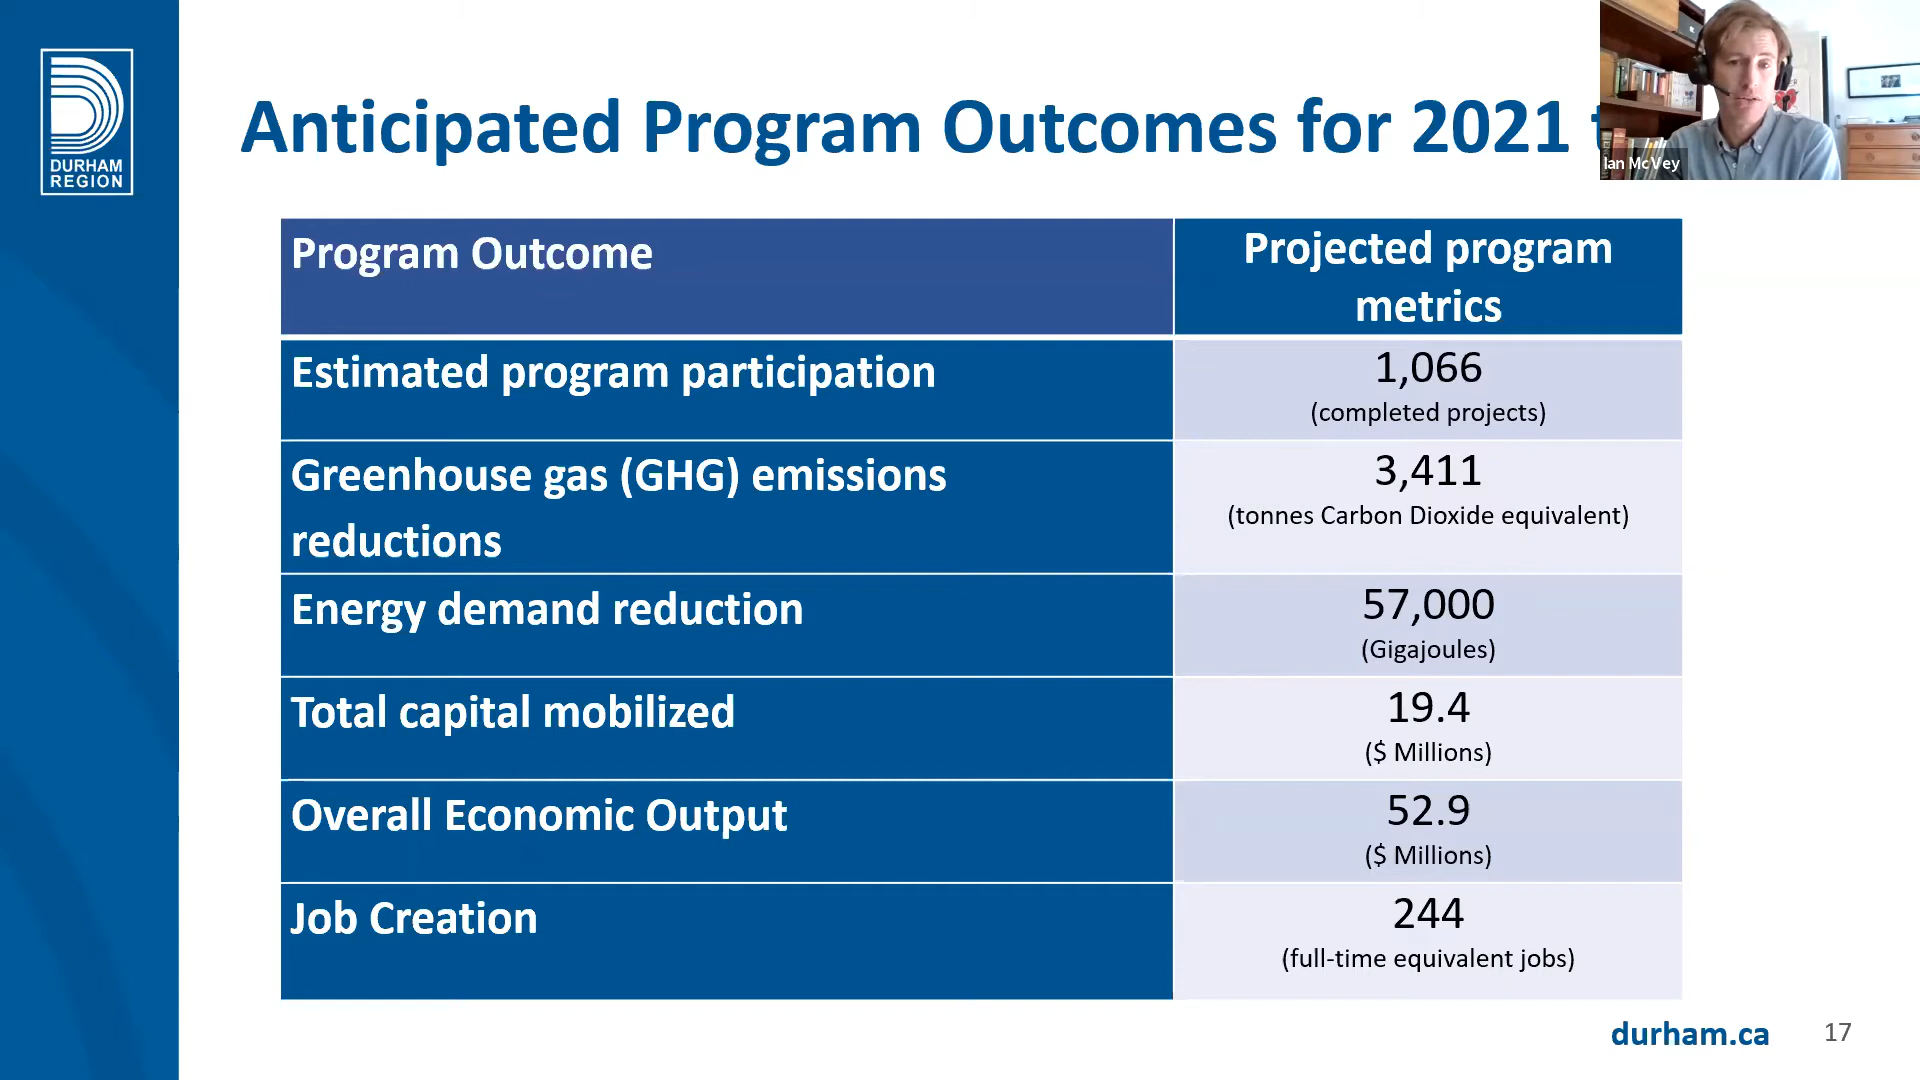 DURHAM
REGION
Anticipated Program Outcomes for 2021
Ian McVey
Program Outcome
Projected program
metrics
Estimated program participation
1,066
(completed projects)
Greenhouse gas (GHG) emissions
reductions
3,411
(tonnes Carbon Dioxide equivalent)
Energy demand reduction
57,000
(Gigajoules)
Total capital mobilized
19.4
($ Millions)
Overall Economic Output
52.9
($ Millions)
Job Creation
244
(full-time equivalent jobs)
durham.ca
17